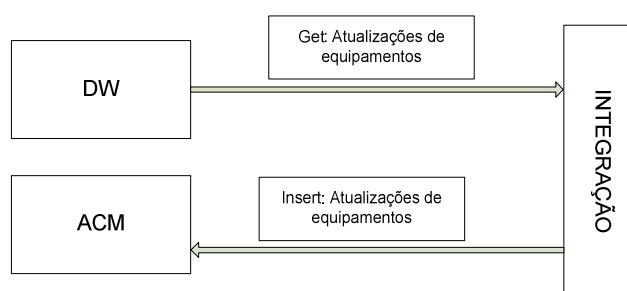 Get: Atualizações de
equipamentos
DW
INTEGRAÇÃO
Insert: Atualizações de
equipamentos
ACM